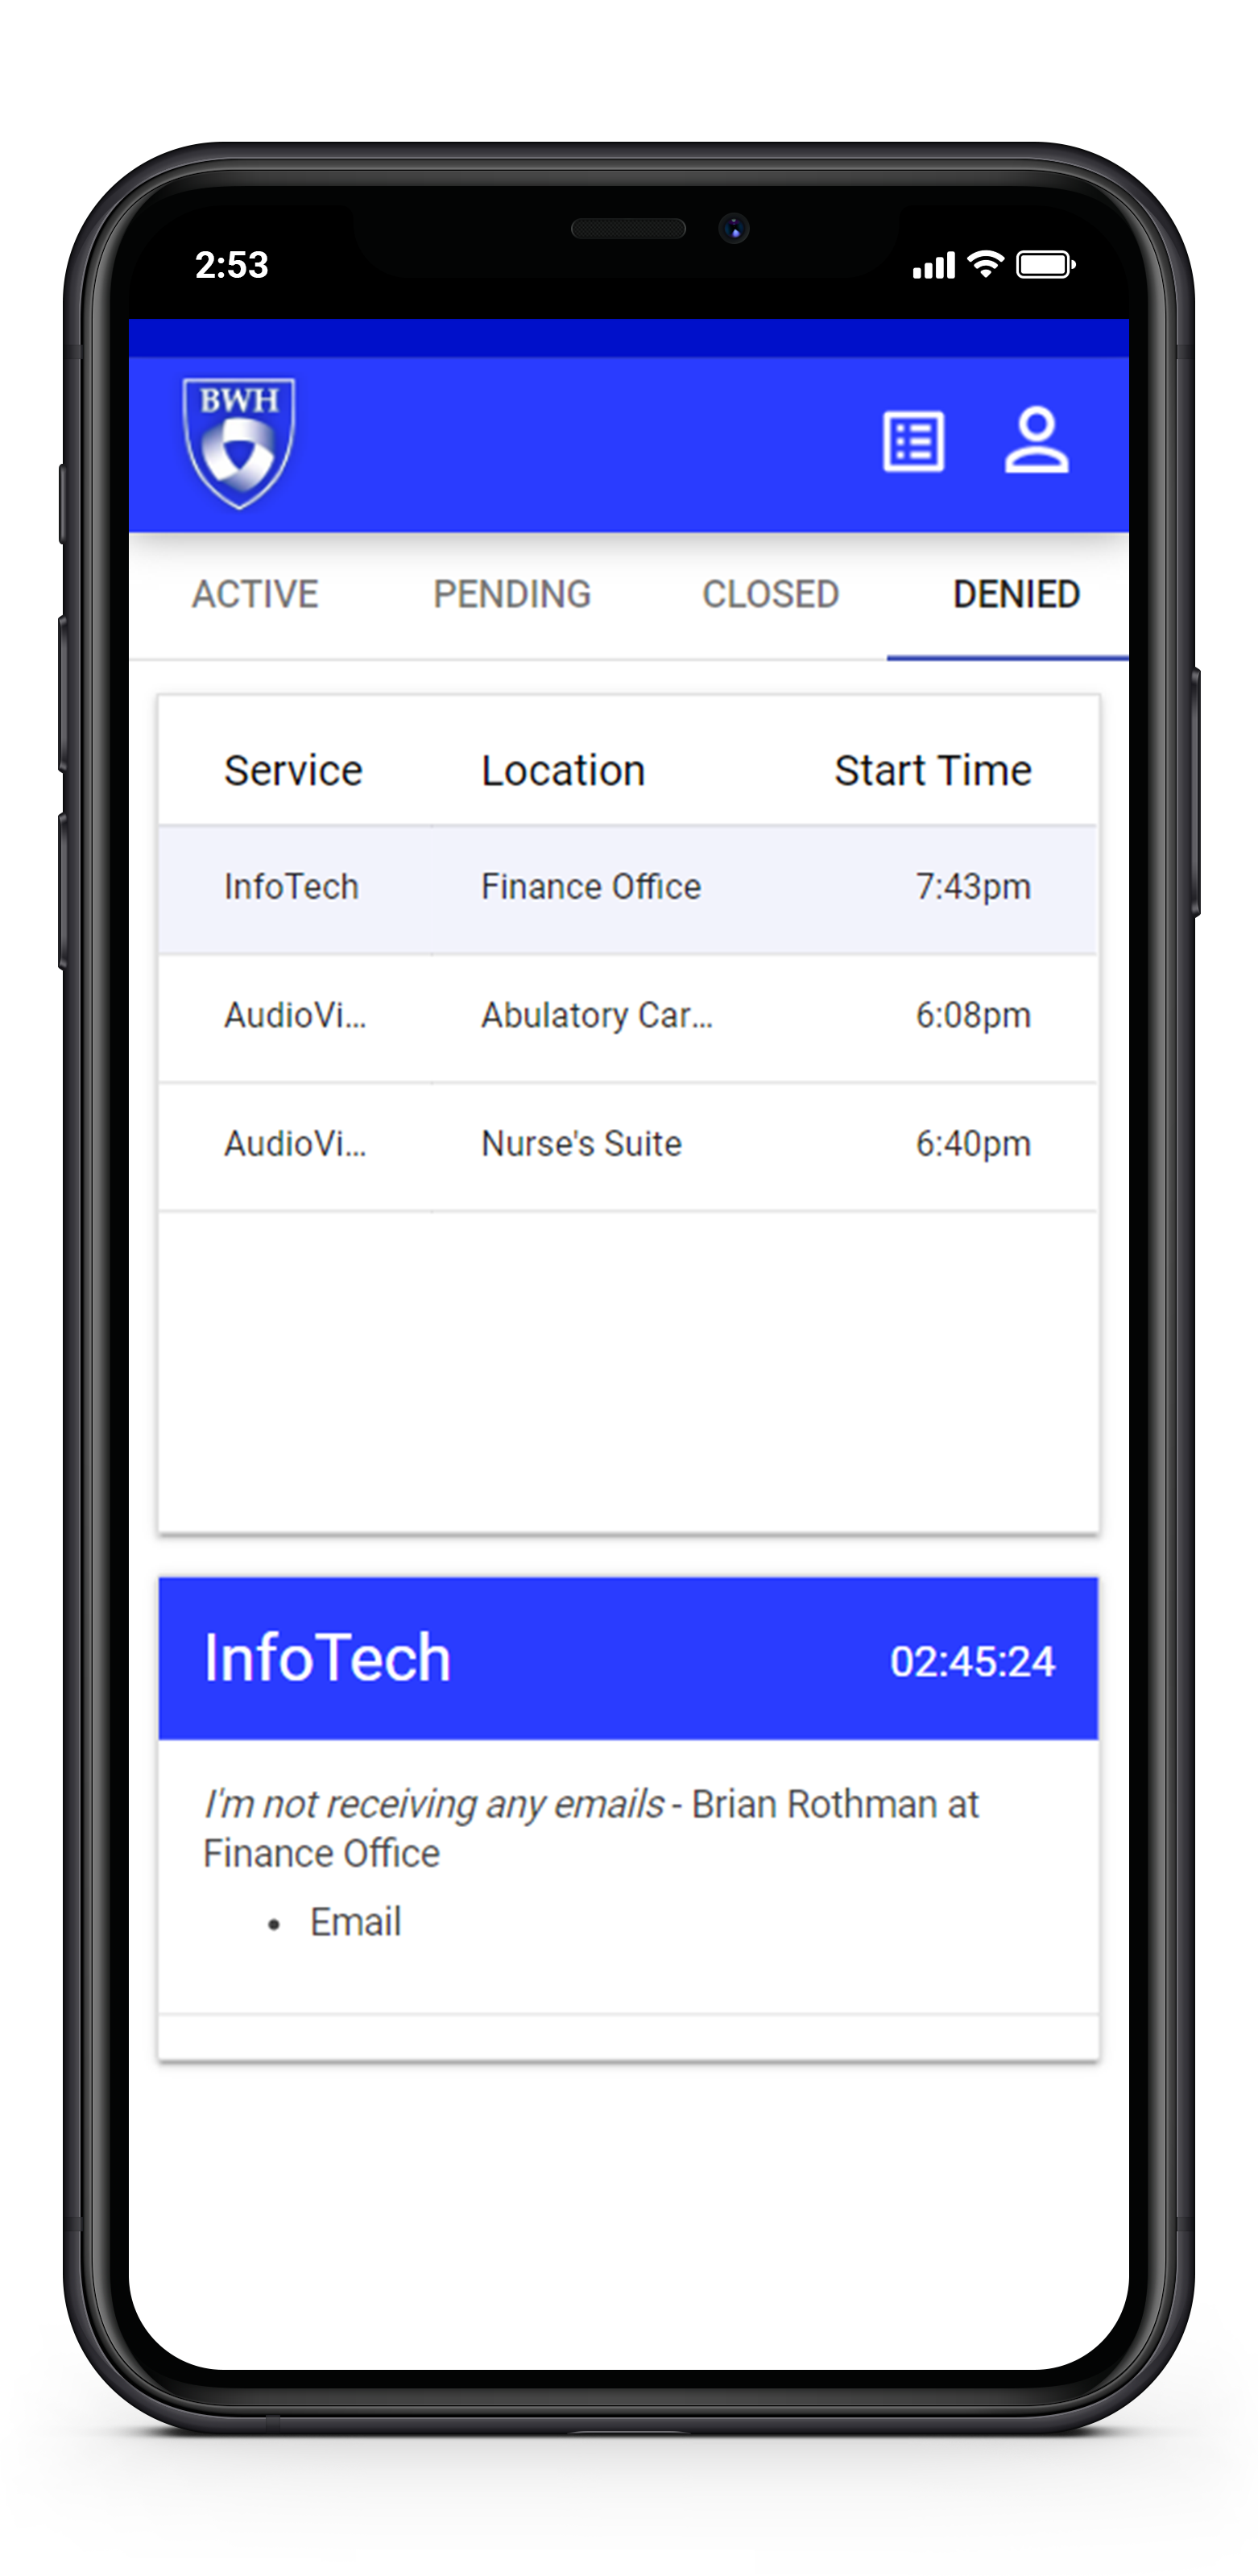 2:53
BWH
ACTIVE PENDING CLOSED DENIED
Service Location Start Time
InfoTech Finance Office 7:43pm
AudioVi... Abulatory Car... 6:08pm
AudioVi... Nurse's Suite 6:40pm
InfoTech 02:45:24
I'm not receiving any emails - Brian Rothman at
Finance Office
• Email